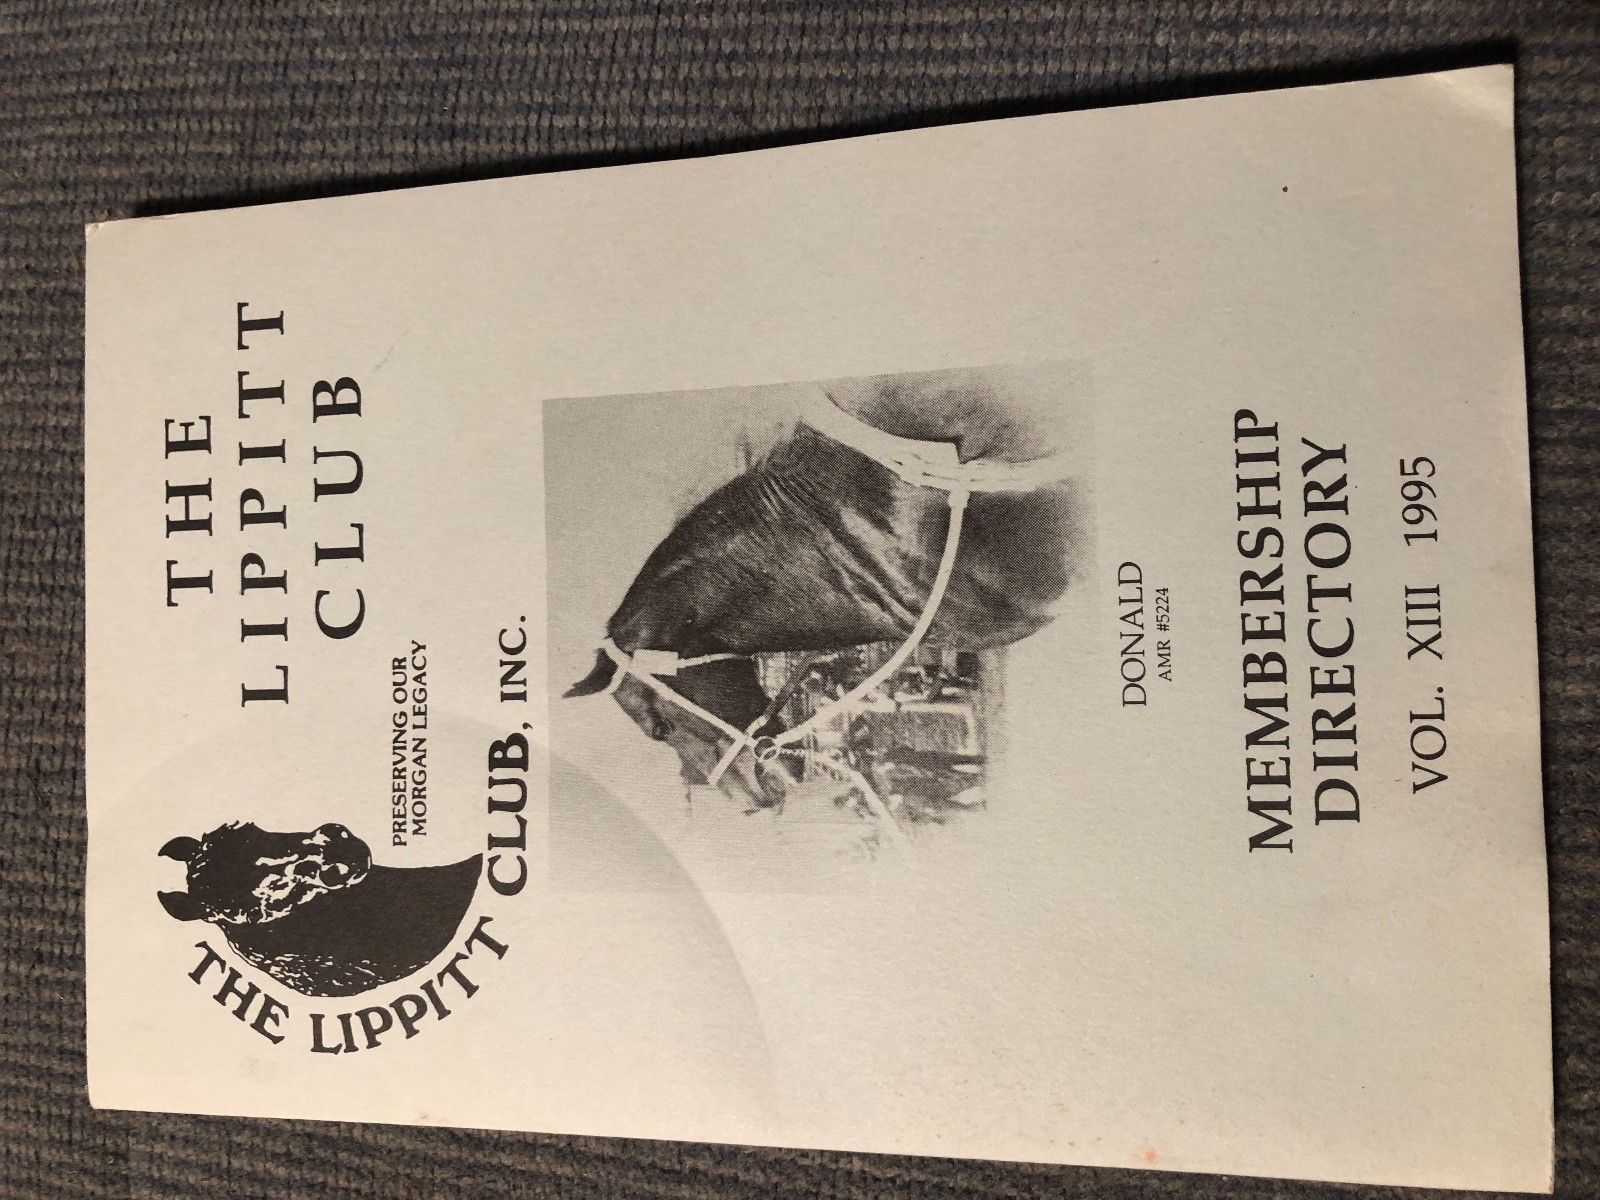 THE
LIPPITT
CLUB
THE LIPPITT CLUB, INC.
PRESERVING OUR
MORGAN LEGACY
DONALD
AMR #5224
MEMBERSHIP
DIRECTORY
VOL. XIII 1995